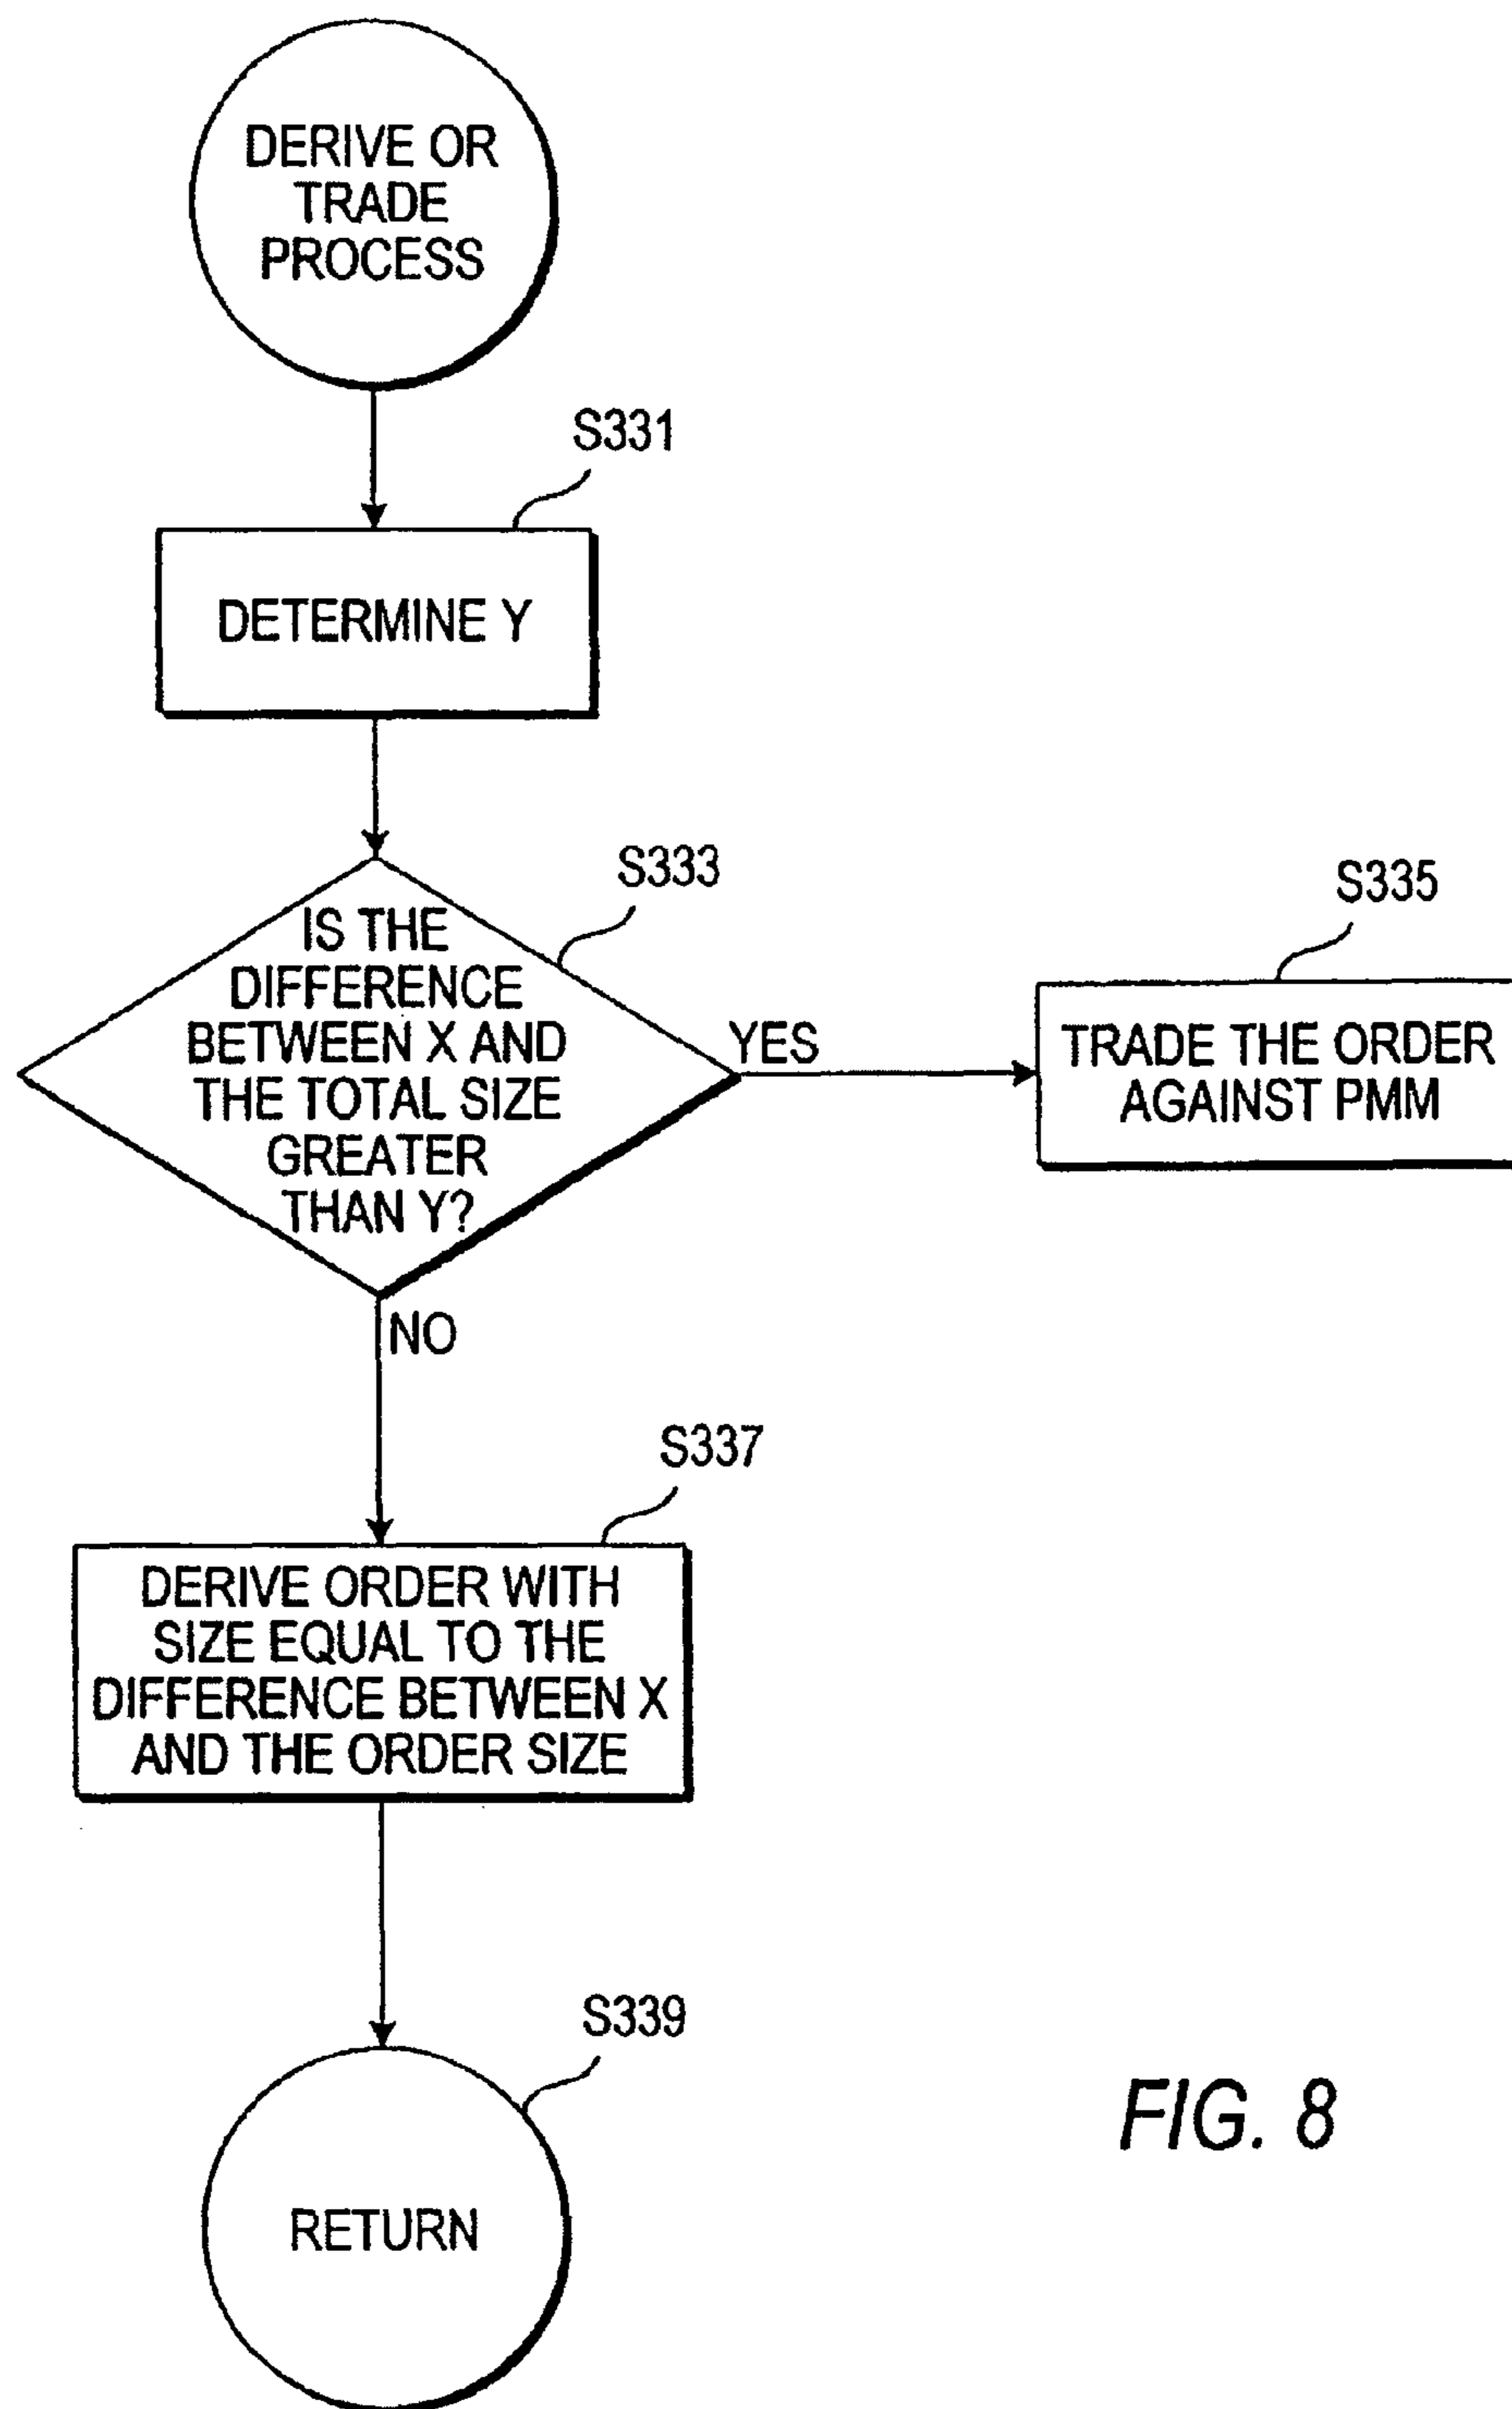 DERIVE OR
TRADE
PROCESS
S331
DETERMINE Y
S333
IS THE
DIFFERENCE
BETWEEN X AND
THE TOTAL SIZE
GREATER
THAN Y?
YES
S335
TRADE THE ORDER
AGAINST PMM
NO
S337
DERIVE ORDER WITH
SIZE EQUAL TO THE
DIFFERENCE BETWEEN X
AND THE ORDER SIZE
S339
RETURN
FIG. 8